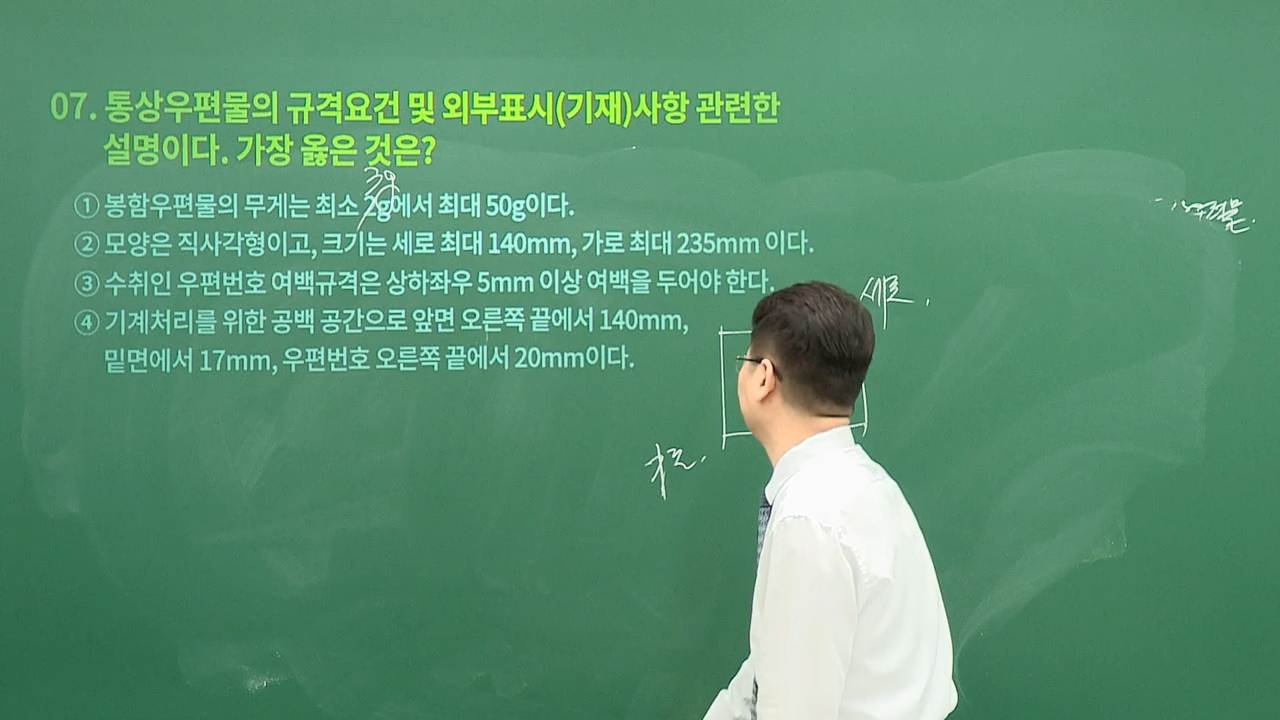 07. 통상우편물의 규격요건 및 외부표시(기재)사항 관련한
설명이다. 가장 옳은 것은?
3g
① 봉함우편물의 무게는 최소 2g에서 최대 50g이다.
② 모양은 직사각형이고, 크기는 세로 최대 140mm, 가로 최대 235mm 이다.
③ 수취인 우편번호 여백규격은 상하좌우 5mm 이상 여백을 두어야 한다.
④ 기계처리를 위한 공백 공간으로 앞면 오른쪽 끝에서 140mm,
밑면에서 17mm, 우편번호 오른쪽 끝에서 20mm이다.
세로.